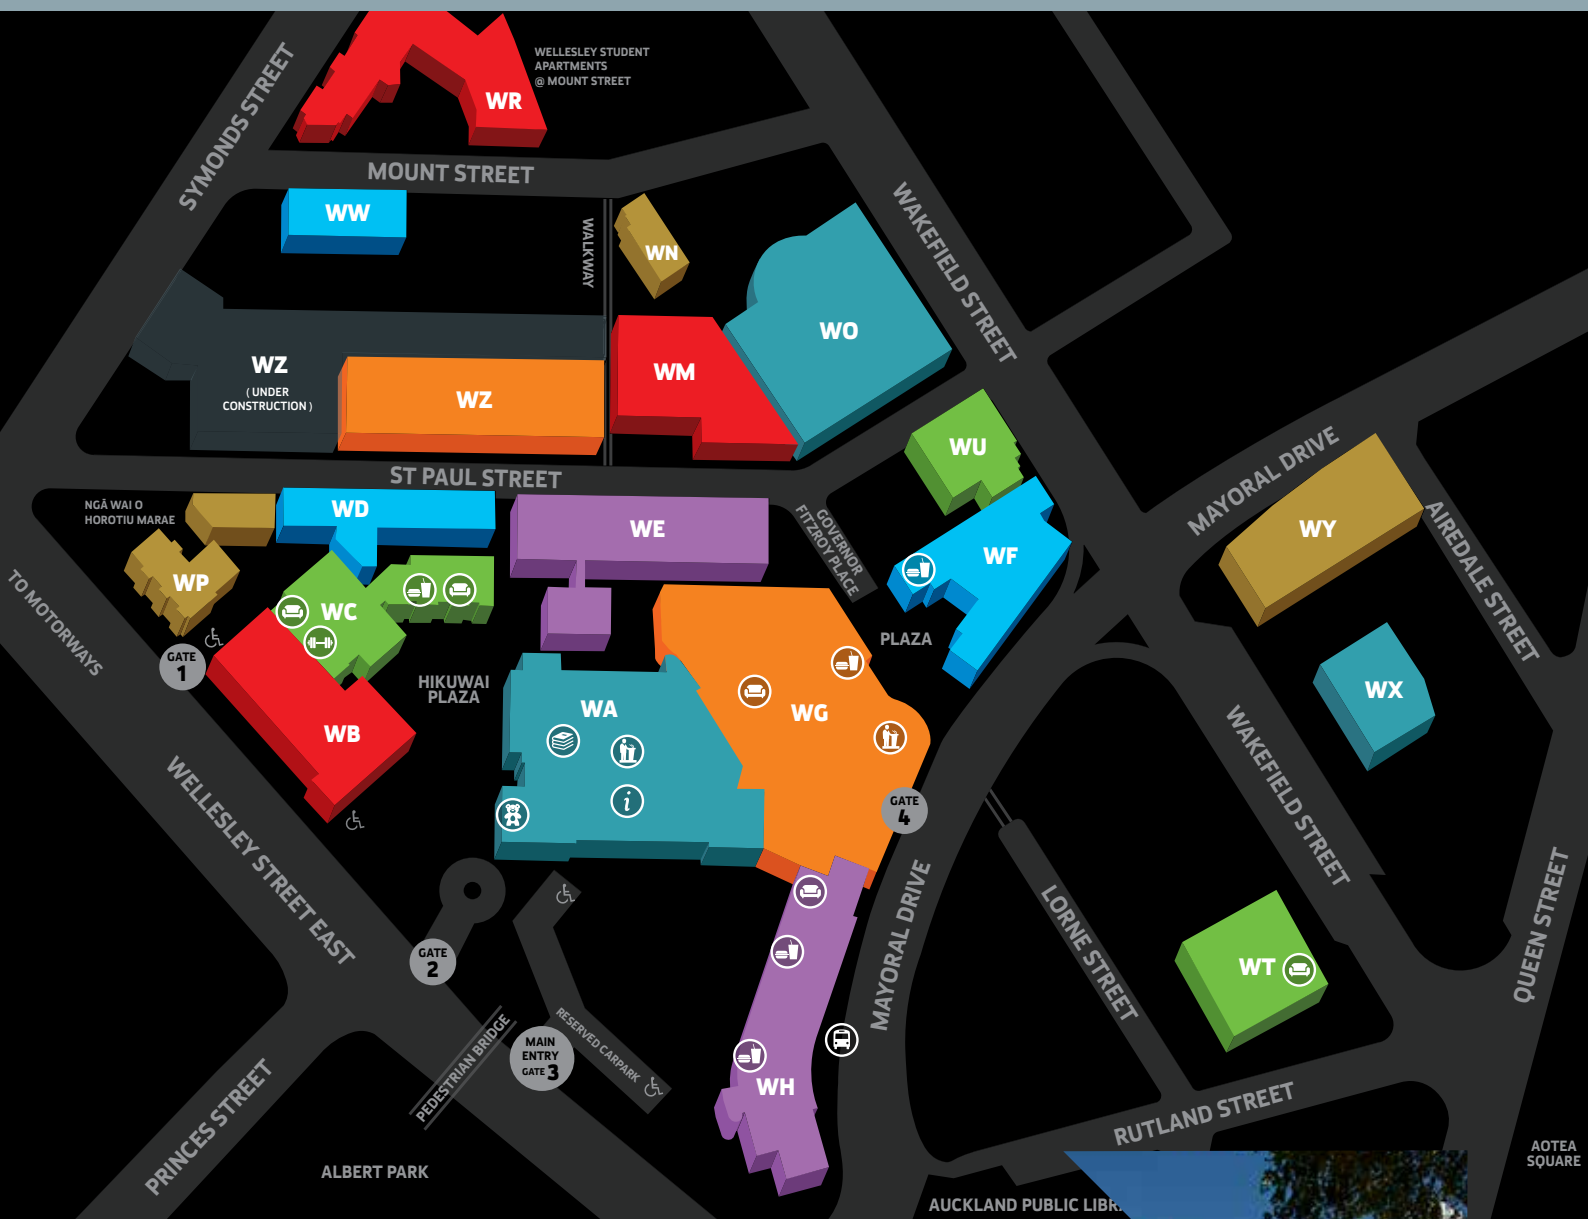 WELLESLEY STUDENT
APARTMENTS
@ MOUNT STREET
WR
SYMONDS STREET
MOUNT STREET
WW
WALKWAY
WN
WAKEFIELD STREET
WO
WZ
( UNDER
CONSTRUCTION )
WZ
WM
WU
MAYORAL DRIVE
ST PAUL STREET
NGĀ WAI O
HOROTIU MARAE
WD
WE
GOVERNOR
FITZROY PLACE
WF
WY
AIREDALE STREET
WP
WC
TO MOTORWAYS
GATE
1
PLAZA
HIKUWAI
PLAZA
WB
WA
WG
WX
i
GATE
4
WELLESLEY STREET EAST
WAKEFIELD STREET
MAYORAL DRIVE
LORNE STREET
QUEEN STREET
GATE
2
WT
PEDESTRIAN BRIDGE
MAIN
ENTRY
GATE 3
RESERVED CARPARK
WH
PRINCES STREET
RUTLAND STREET
ALBERT PARK
AOTEA
SQUARE
AUCKLAND PUBLIC